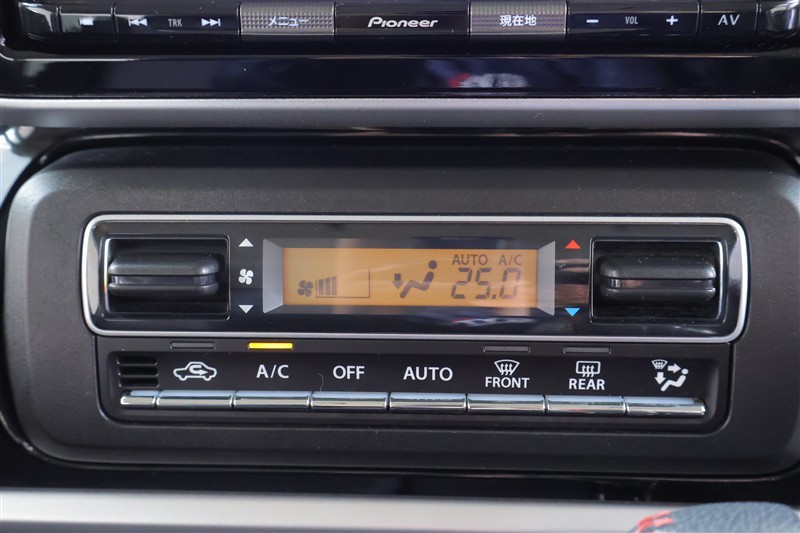 TRK メニュー Pioneer 現在地 − VOL + AV
AUTO A/C
25.0
A/C OFF AUTO FRONT REAR